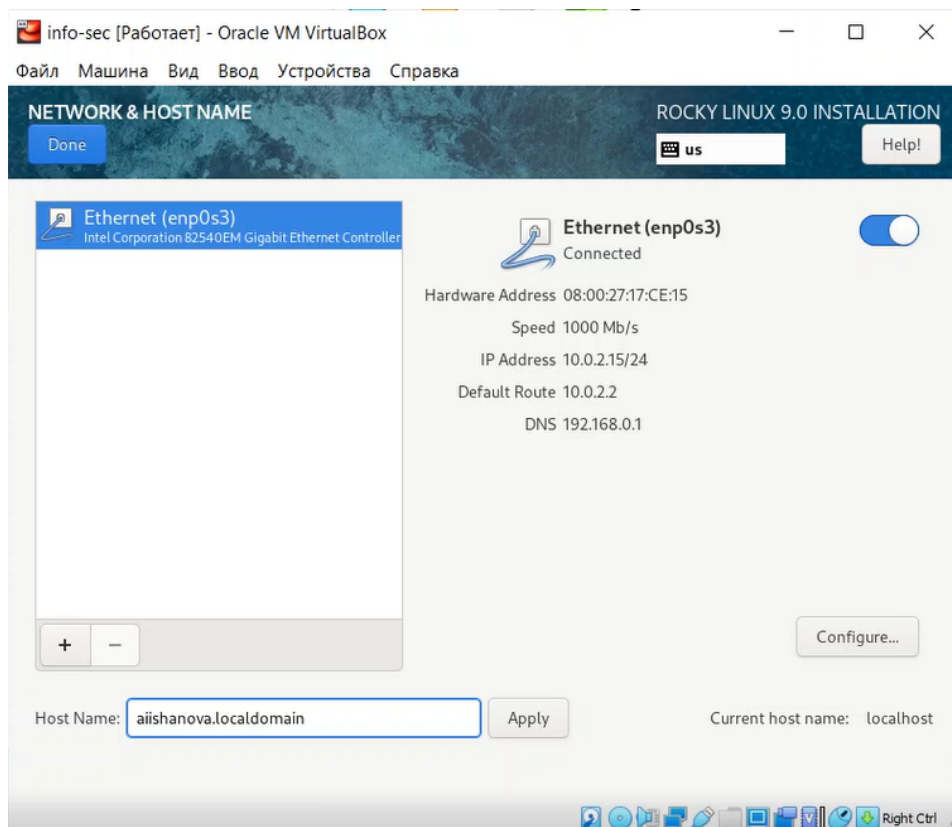 info-sec [Работает] - Oracle VM VirtualBox
Файл Машина Вид Ввод Устройства Справка
NETWORK & HOST NAME
ROCKY LINUX 9.0 INSTALLATION
Done
us
Help!
Ethernet (enp0s3)
Intel Corporation 82540EM Gigabit Ethernet Controller
Ethernet (enp0s3)
Connected
Hardware Address 08:00:27:17:CE:15
Speed 1000 Mb/s
IP Address 10.0.2.15/24
Default Route 10.0.2.2
DNS 192.168.0.1
+ −
Configure...
Host Name: aiishanova.localdomain Apply Current host name: localhost
Right Ctrl